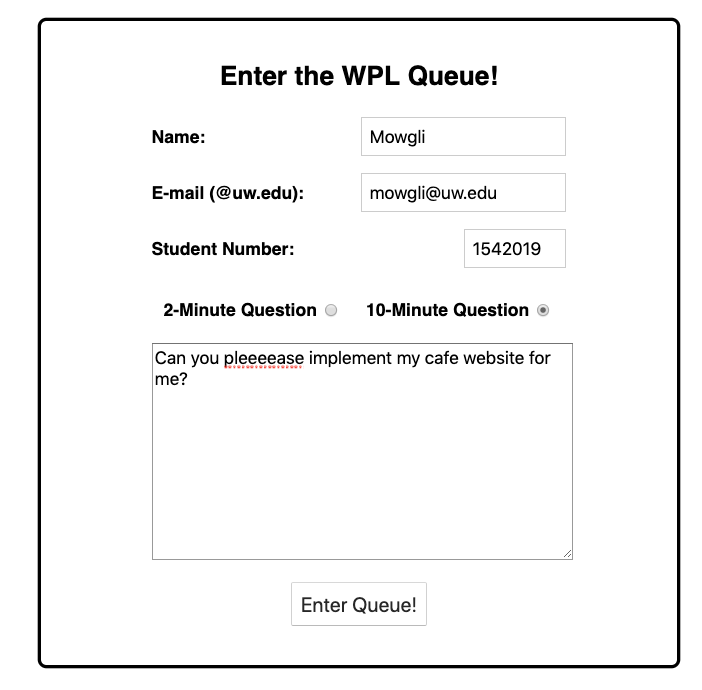 Enter the WPL Queue!
Name: Mowgli
E-mail (@uw.edu): mowgli@uw.edu
Student Number: 1542019
2-Minute Question 10-Minute Question
Can you pleeeease implement my cafe website for
me?
Enter Queue!